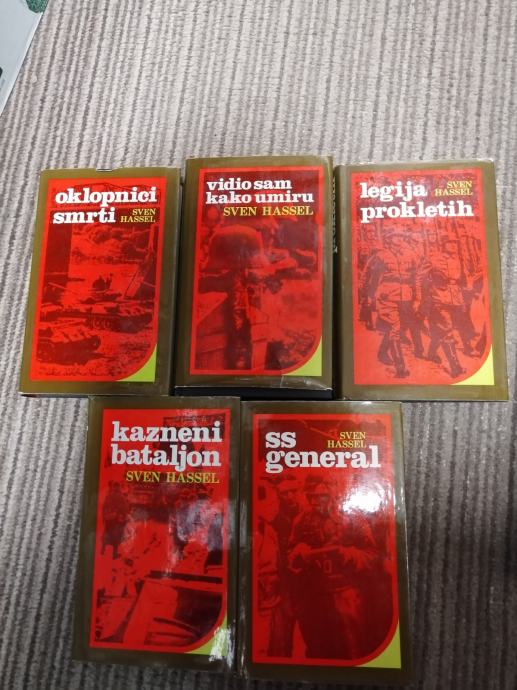 oklopnici
smrti SVEN
HASSEL
vidio sam
kako umiru
SVEN HASSEL
legija SVEN
HASSEL
prokletih
kazneni
bataljon
SVEN HASSEL
ss SVEN
HASSEL
general